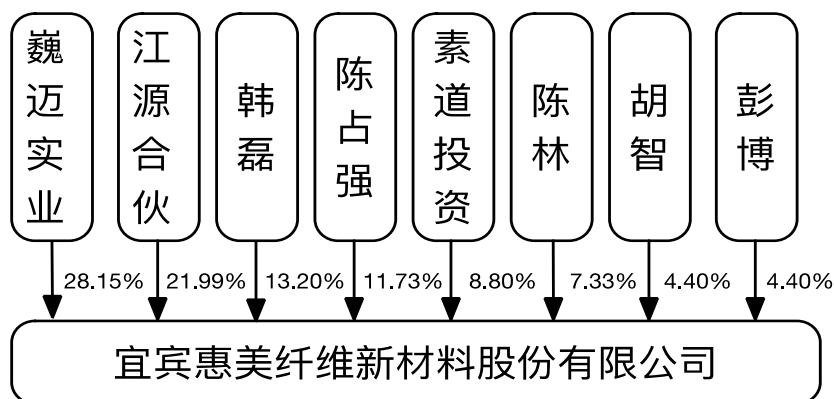 巍迈实业
江源合伙
韩磊
陈占强
素道投资
陈林
胡智
彭博
28.15%
21.99%
13.20%
11.73%
8.80%
7.33%
4.40%
4.40%
宜宾惠美纤维新材料股份有限公司